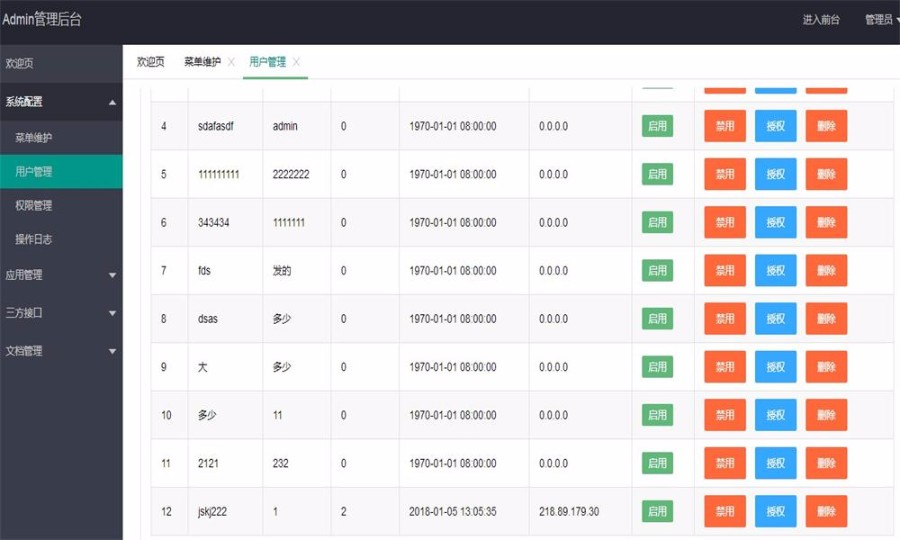 Admin管理后台 进入前台 管理员
欢迎页 欢迎页 菜单维护 用户管理
系统配置
菜单维护
用户管理
权限管理
操作日志
应用管理
三方接口
文档管理
4 sdafasdf admin 0 1970-01-01 08:00:00 0.0.0.0 启用 禁用 授权 删除
5 111111111 2222222 0 1970-01-01 08:00:00 0.0.0.0 启用 禁用 授权 删除
6 343434 1111111 0 1970-01-01 08:00:00 0.0.0.0 启用 禁用 授权 删除
7 fds 发的 0 1970-01-01 08:00:00 0.0.0.0 启用 禁用 授权 删除
8 dsas 多少 0 1970-01-01 08:00:00 0.0.0.0 启用 禁用 授权 删除
9 大 多少 0 1970-01-01 08:00:00 0.0.0.0 启用 禁用 授权 删除
10 多少 11 0 1970-01-01 08:00:00 0.0.0.0 启用 禁用 授权 删除
11 2121 232 0 1970-01-01 08:00:00 0.0.0.0 启用 禁用 授权 删除
12 jskj222 1 2 2018-01-05 13:05:35 218.89.179.30 启用 禁用 授权 删除